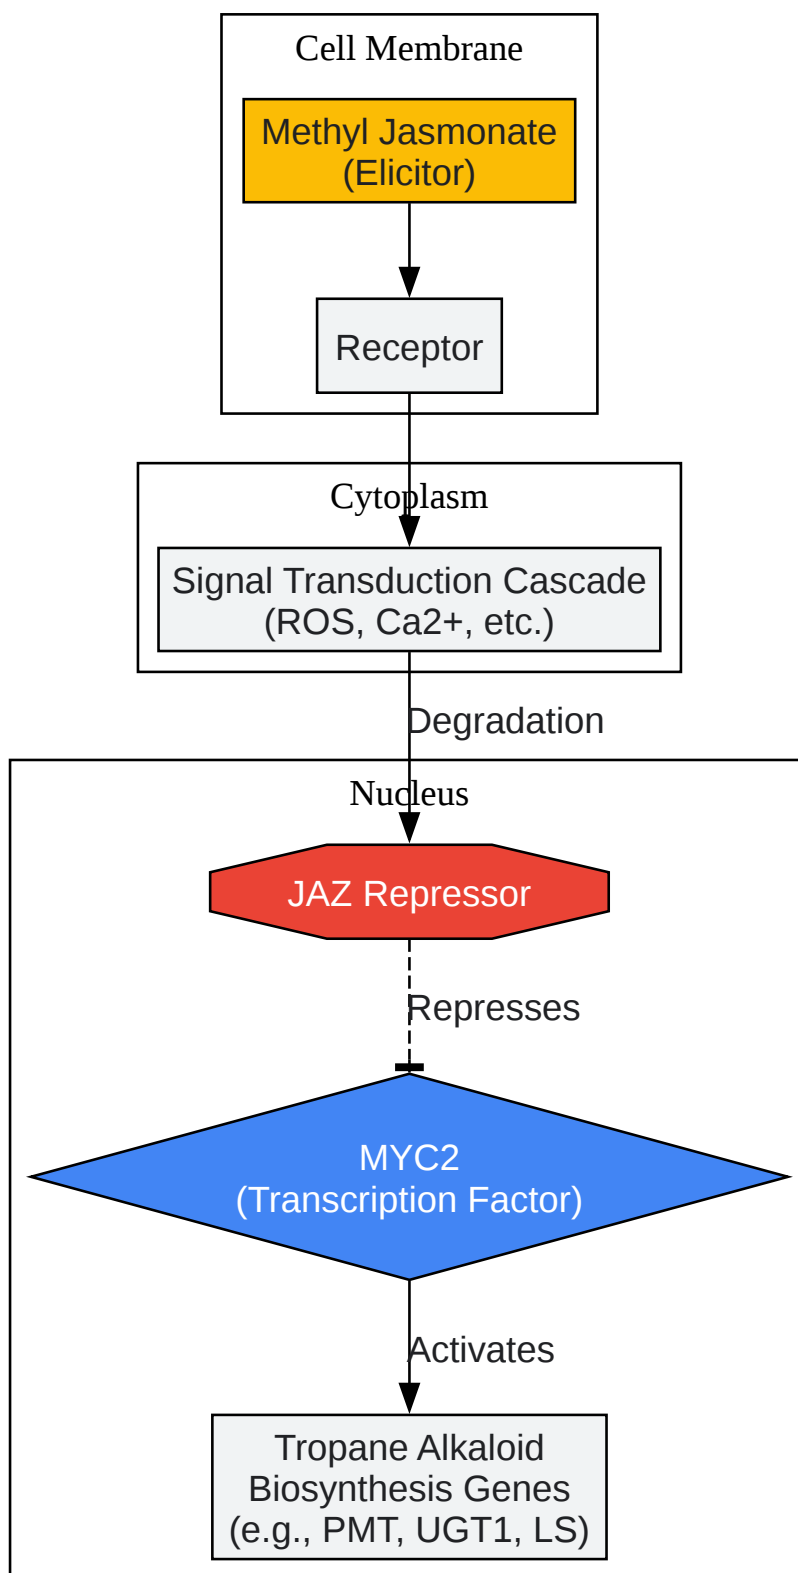 Cell Membrane
Methyl Jasmonate
(Elicitor)
Receptor
Cytoplasm
Signal Transduction Cascade
(ROS, Ca2+, etc.)
Degradation
Nucleus
JAZ Repressor
Represses
MYC2
(Transcription Factor)
Activates
Tropane Alkaloid
Biosynthesis Genes
(e.g., PMT, UGT1, LS)